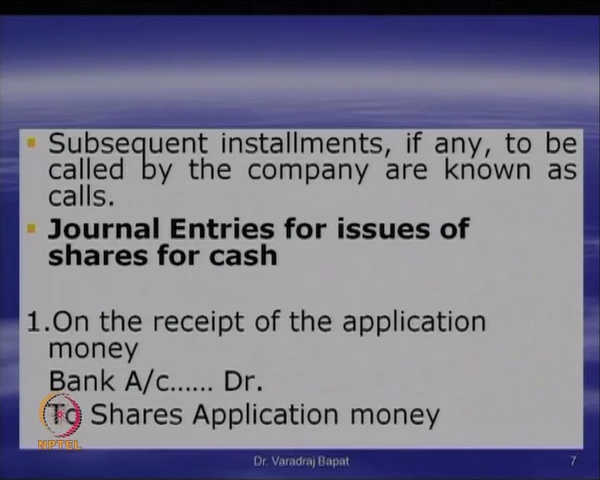 Subsequent installments, if any, to be
called by the company are known as
calls.
Journal Entries for issues of
shares for cash
1.On the receipt of the application
money
Bank A/c...... Dr.
To Shares Application money
NPTEL
Dr. Varadraj Bapat
7